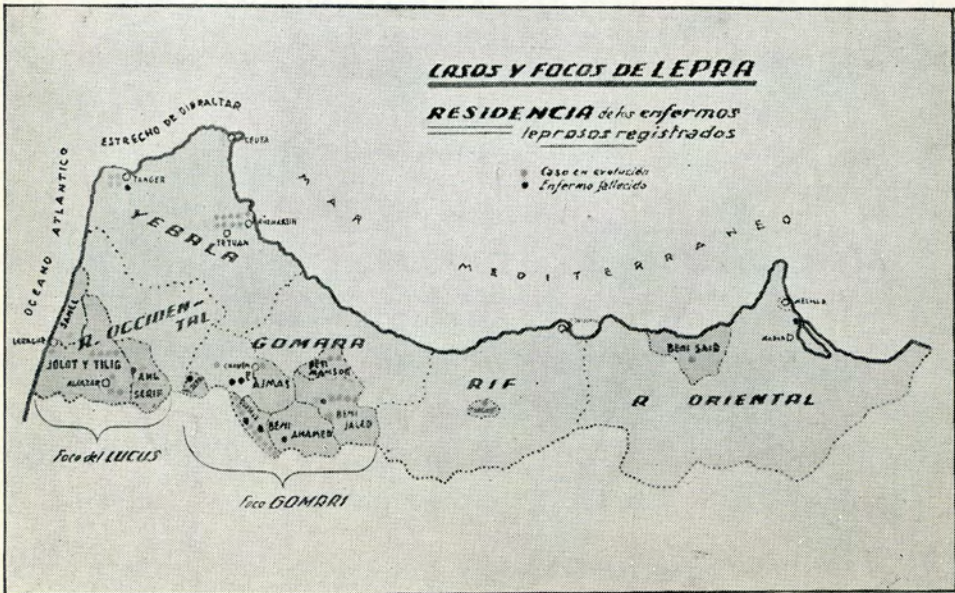 CASOS Y FOCOS DE LEPRA
RESIDENCIA de los enfermos
leprosos registrados
Caso en evolución
Enfermo fallecido
ESTRECHO DE GIBRALTAR
CEUTA
TANGER
OCEANO ATLANTICO
MAR
MEDITERRANEO
YEBALA
TETUAN
SAHEL
R. OCCIDENTAL
LARACHE
JOLOT Y TILIG
ALCAZAR
AHL
SERIF
GOMARA
CHAUEN
AJMAS
BENI
MANSOR
BENI
AHAMED
BENI
JALED
RIF
BENI SAID
MELILLA
NADOR
R ORIENTAL
Foco del LUCUS
Foco GOMARI